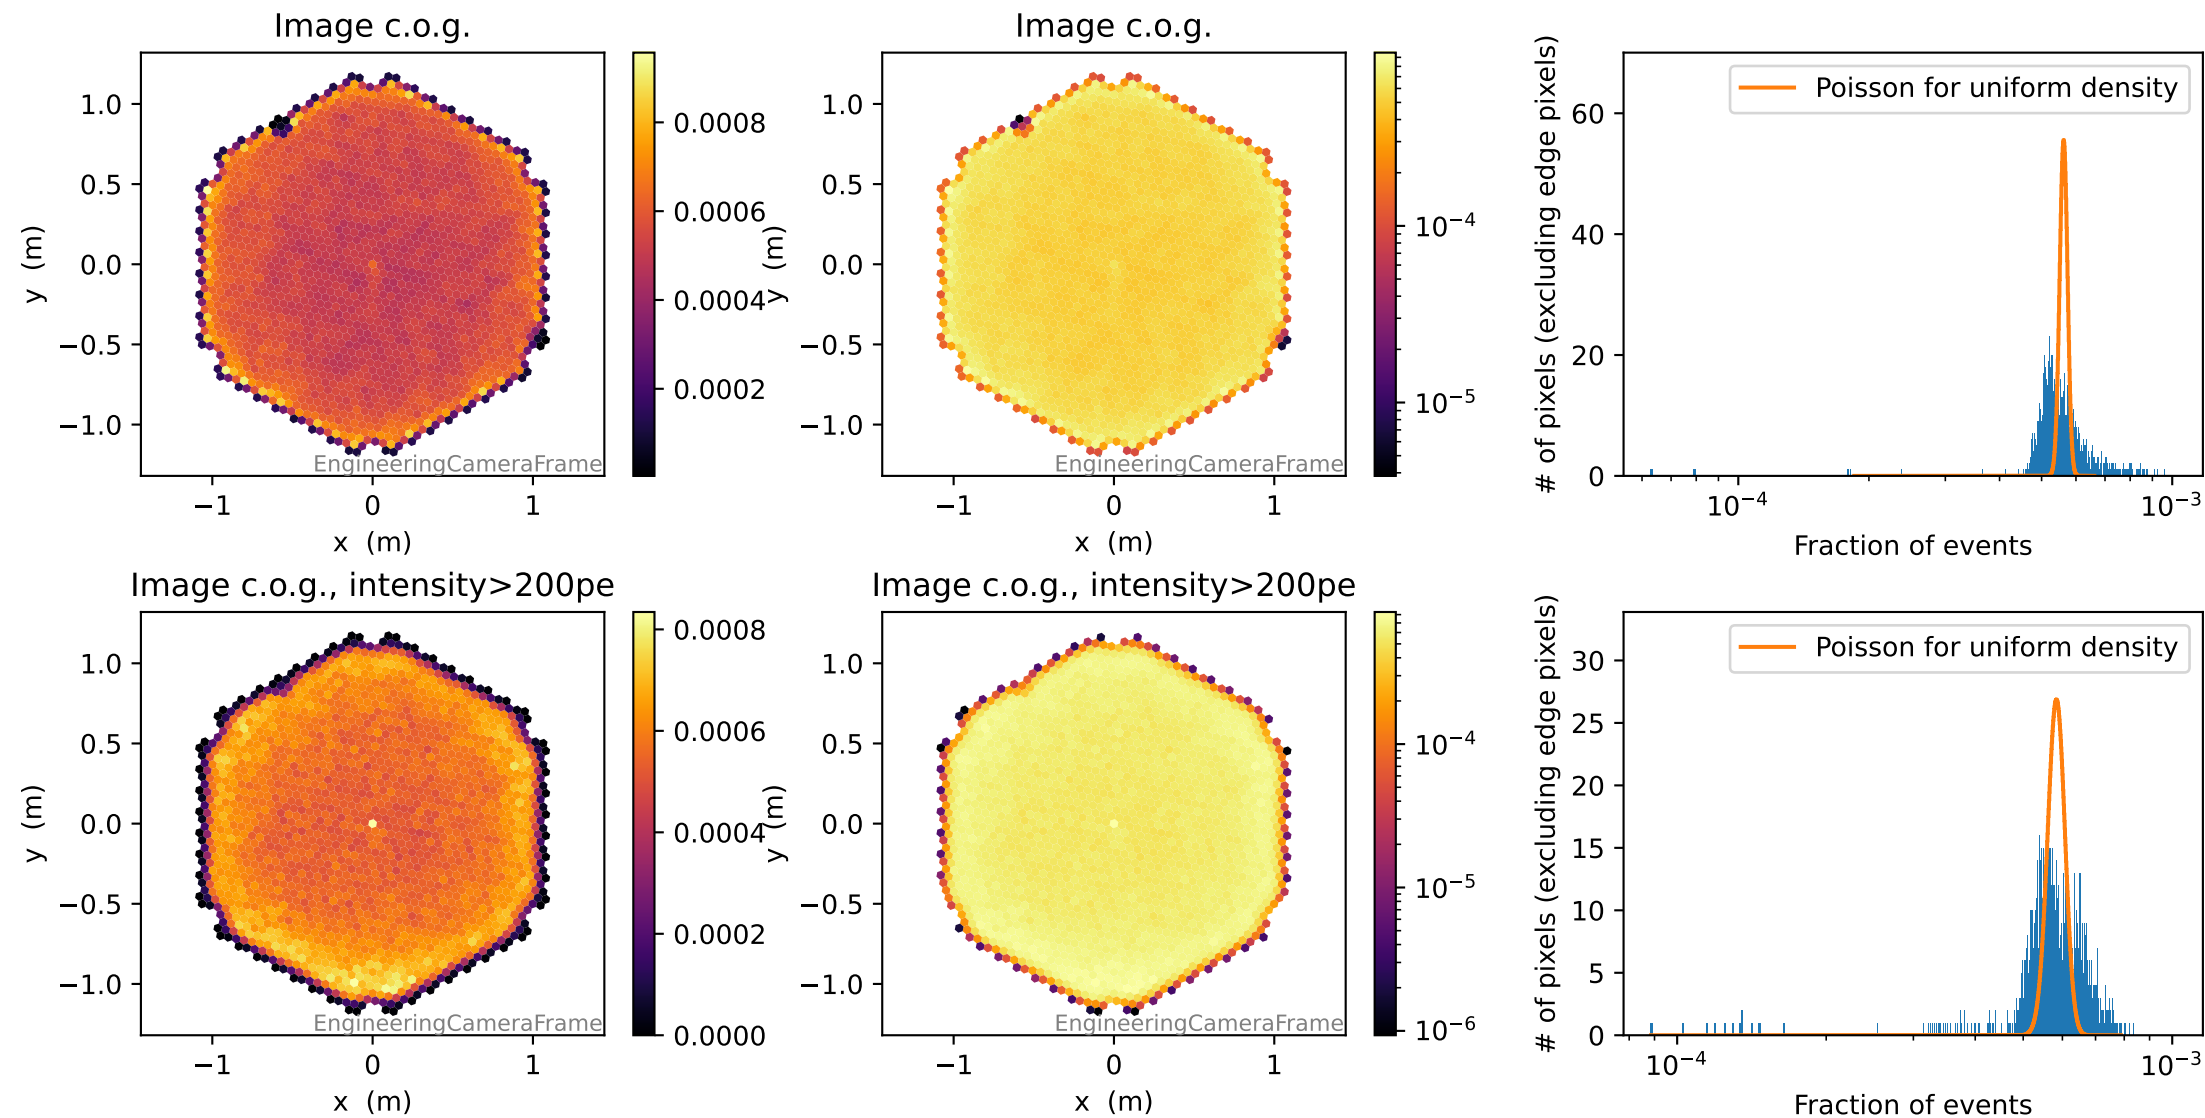 Image c.o.g.
1.0
0.5
0.0
−0.5
−1.0
y (m)
−1
0
1
x (m)
EngineeringCameraFrame
0.0008
0.0006
0.0004
0.0002
Image c.o.g.
1.0
0.5
0.0
−0.5
−1.0
y (m)
−1
0
1
x (m)
EngineeringCameraFrame
10⁻⁴
10⁻⁵
# of pixels (excluding edge pixels)
60
40
20
0
Poisson for uniform density
10⁻⁴
10⁻³
Fraction of events
Image c.o.g., intensity>200pe
1.0
0.5
0.0
−0.5
−1.0
y (m)
−1
0
1
x (m)
EngineeringCameraFrame
0.0008
0.0006
0.0004
0.0002
0.0000
Image c.o.g., intensity>200pe
1.0
0.5
0.0
−0.5
−1.0
y (m)
−1
0
1
x (m)
EngineeringCameraFrame
10⁻⁴
10⁻⁵
10⁻⁶
# of pixels (excluding edge pixels)
30
25
20
15
10
5
0
Poisson for uniform density
10⁻⁴
10⁻³
Fraction of events